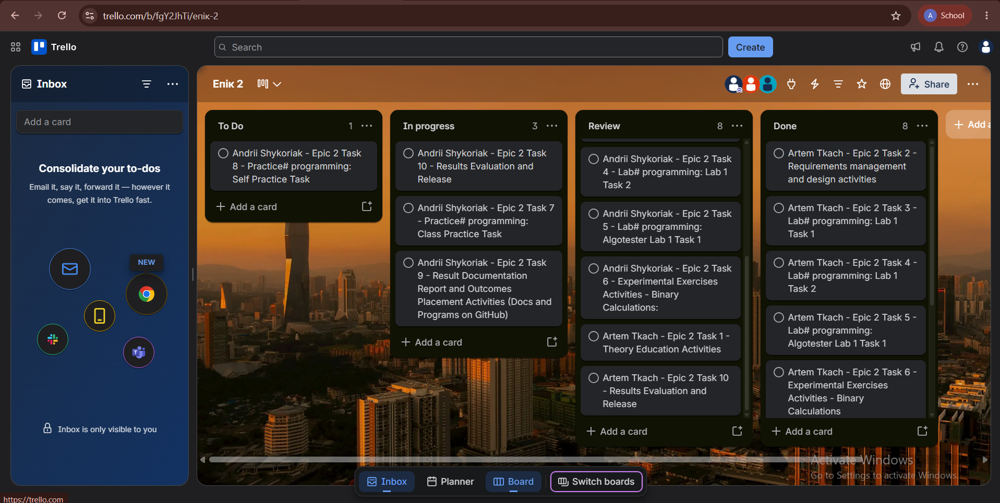 trello.com/b/fgY2JhTi/епік-2
A School
Trello
Search
Create
Inbox
Add a card
Consolidate your to-dos
Email it, say it, forward it — however it
comes, get it into Trello fast.
NEW
Inbox is only visible to you
Епік 2
Share
To Do 1
Andrii Shykoriak - Epic 2 Task
8 - Practice# programming:
Self Practice Task
Add a card
In progress 3
Andrii Shykoriak - Epic 2 Task
10 - Results Evaluation and
Release
Andrii Shykoriak - Epic 2 Task 7
- Practice# programming:
Class Practice Task
Andrii Shykoriak - Epic 2 Task
9 - Result Documentation
Report and Outcomes
Placement Activities (Docs and
Programs on GitHub)
Add a card
Review 8
Andrii Shykoriak - Epic 2 Task
4 - Lab# programming: Lab 1
Task 2
Andrii Shykoriak - Epic 2 Task
5 - Lab# programming:
Algotester Lab 1 Task 1
Andrii Shykoriak - Epic 2 Task
6 - Experimental Exercises
Activities - Binary
Calculations:
Artem Tkach - Epic 2 Task 1 -
Theory Education Activities
Artem Tkach - Epic 2 Task 10
- Results Evaluation and
Release
Add a card
Done 8
Artem Tkach - Epic 2 Task 2 -
Requirements management
and design activities
Artem Tkach - Epic 2 Task 3 -
Lab# programming: Lab 1
Task 1
Artem Tkach - Epic 2 Task 4 -
Lab# programming: Lab 1
Task 2
Artem Tkach - Epic 2 Task 5 -
Lab# programming:
Algotester Lab 1 Task 1
Artem Tkach - Epic 2 Task 6 -
Experimental Exercises
Activities - Binary
Calculations
Add a card
Add a
Activate Windows
Go to Settings to activate Windows.
Inbox
Planner
Board
Switch boards
https://trello.com